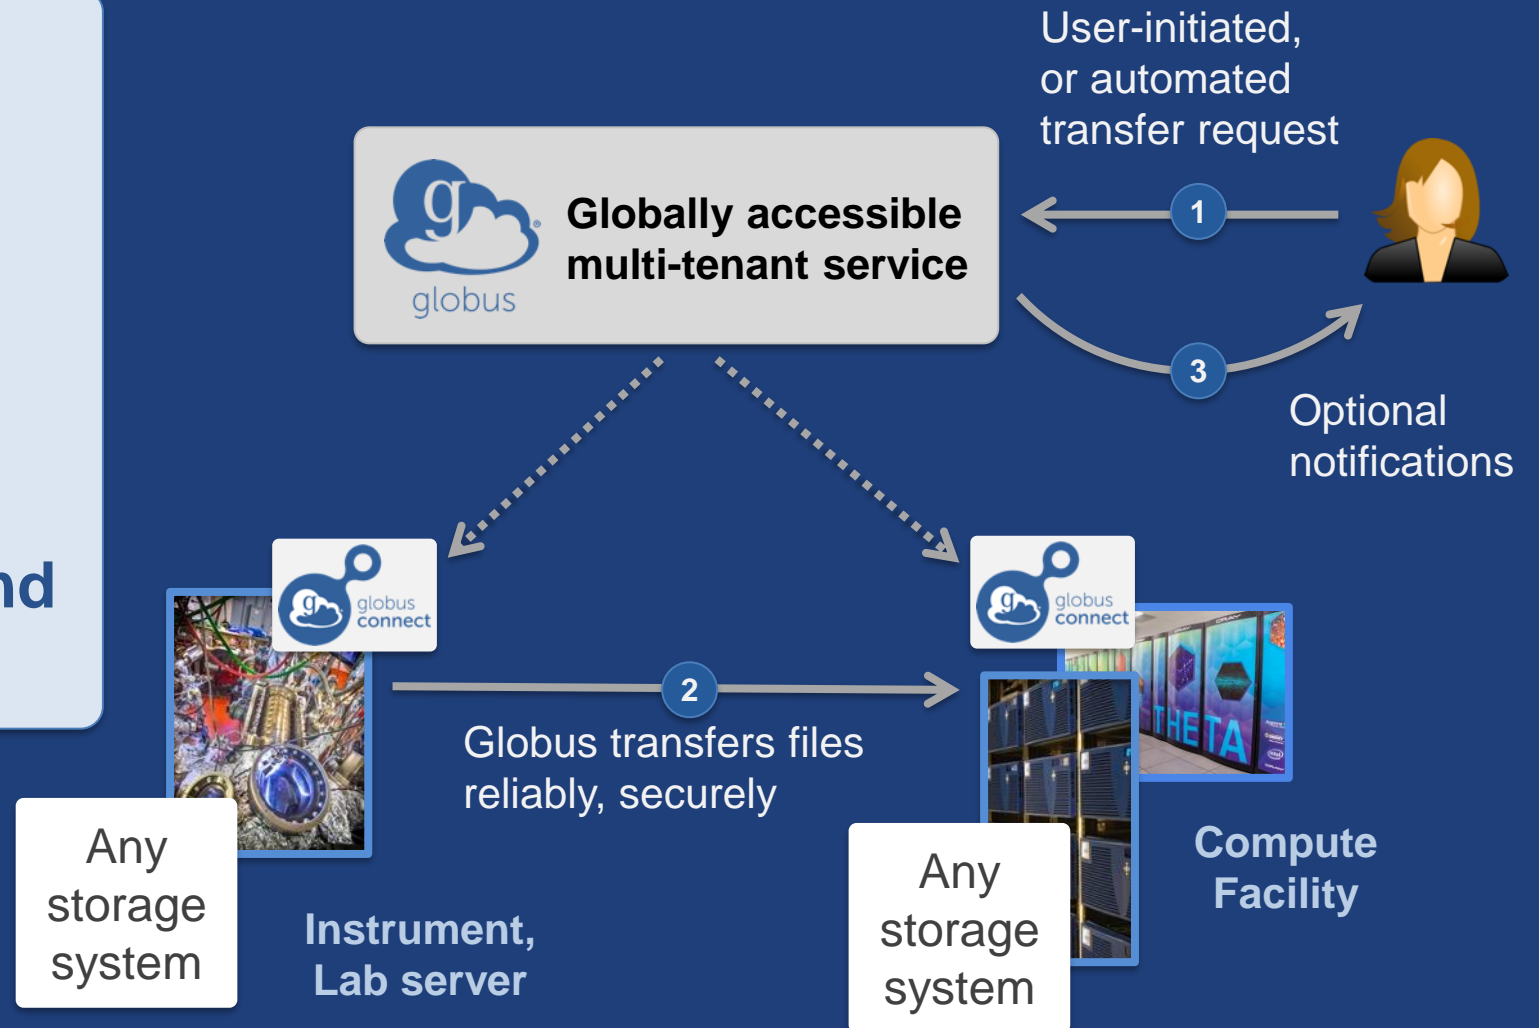 User-initiated,
or automated
transfer request
1
Globally accessible
multi-tenant service
globus
3
Optional
notifications
nd
globus
connect
globus
connect
2
Globus transfers files
reliably, securely
THETA
CRAY
intel
Any
storage
system
Instrument,
Lab server
Any
storage
system
Compute
Facility